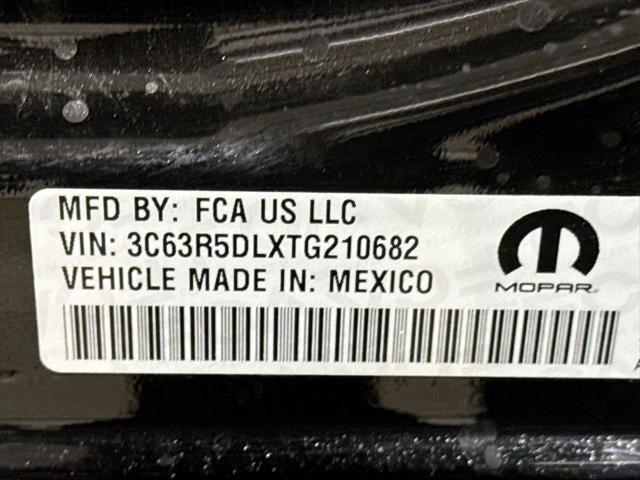 MFD BY: FCA US LLC
VIN: 3C63R5DLXTG210682
VEHICLE MADE IN: MEXICO
MOPAR